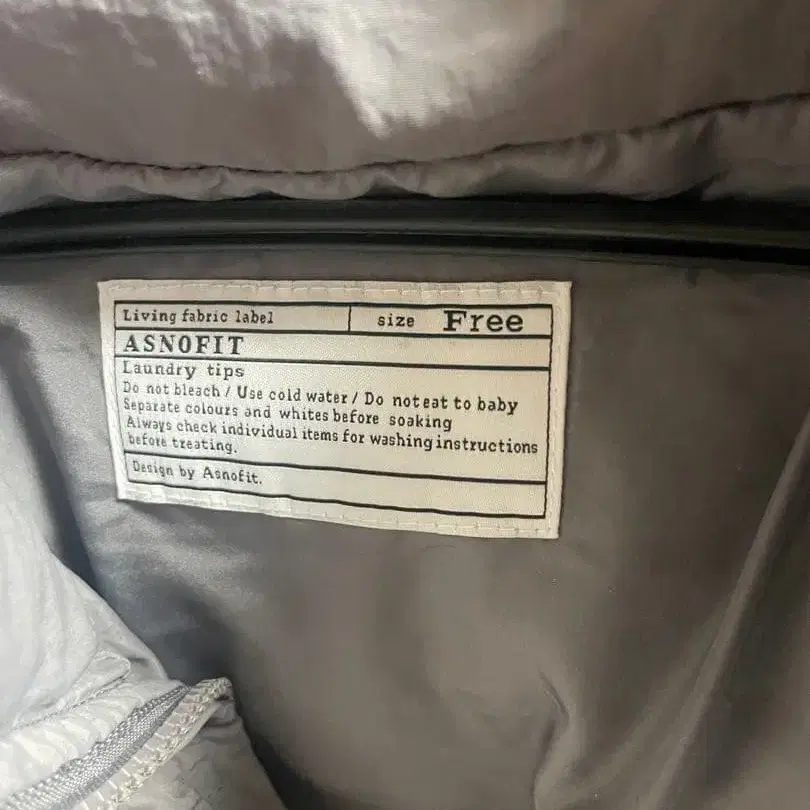 Living fabric label size Free
ASNOFIT
Laundry tips
Do not bleach / Use cold water / Do not eat to baby
Separate colours and whites before soaking
Always check individual items for washing instructions
before treating.
Design by Asnofit.